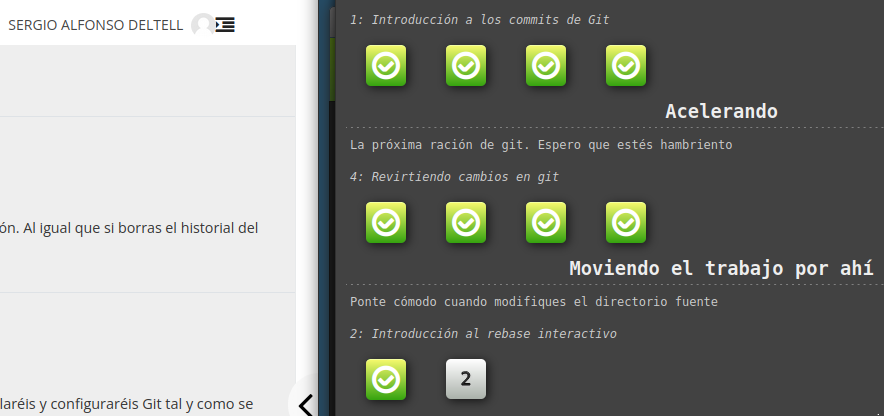 SERGIO ALFONSO DELTELL
ón. Al igual que si borras el historial del
laréis y configuraréis Git tal y como se
1: Introducción a los commits de Git
Acelerando
La próxima ración de git. Espero que estés hambriento
4: Revirtiendo cambios en git
Moviendo el trabajo por ahí
Ponte cómodo cuando modifiques el directorio fuente
2: Introducción al rebase interactivo
2